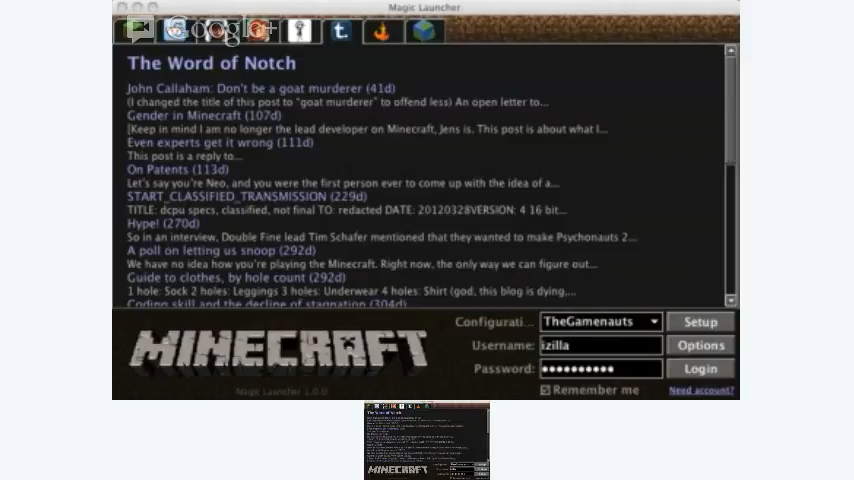 Magic Launcher
Google+
t.
The Word of Notch
John Callaham: Don't be a goat murderer (41d)
(I changed the title of this post to "goat murderer" to offend less) An open letter to...
Gender in Minecraft (107d)
[Keep in mind I am no longer the lead developer on Minecraft, Jens is. This post is about what I...
Even experts get it wrong (111d)
This post is a reply to...
On Patents (113d)
Let's say you're Neo, and you were the first person ever to come up with the idea of a...
START_CLASSIFIED_TRANSMISSION (229d)
TITLE: dcpu specs, classified, not final TO: redacted DATE: 20120328VERSION: 4 16 bit...
Hype! (270d)
So in an interview, Double Fine lead Tim Schafer mentioned that they wanted to make Psychonauts 2...
A poll on letting us snoop (292d)
We have no idea how you're playing the Minecraft. Right now, the only way we can figure out...
Guide to clothes, by hole count (292d)
1 hole: Sock 2 holes: Leggings 3 holes: Underwear 4 holes: Shirt (god, this blog is dying,...
Coding skill and the decline of stagnation (304d)
MINECRAFT
Magic Launcher 1.0.0
Configurati... TheGamenauts Setup
Username: izilla Options
Password: •••••••••• Login
Remember me Need account?